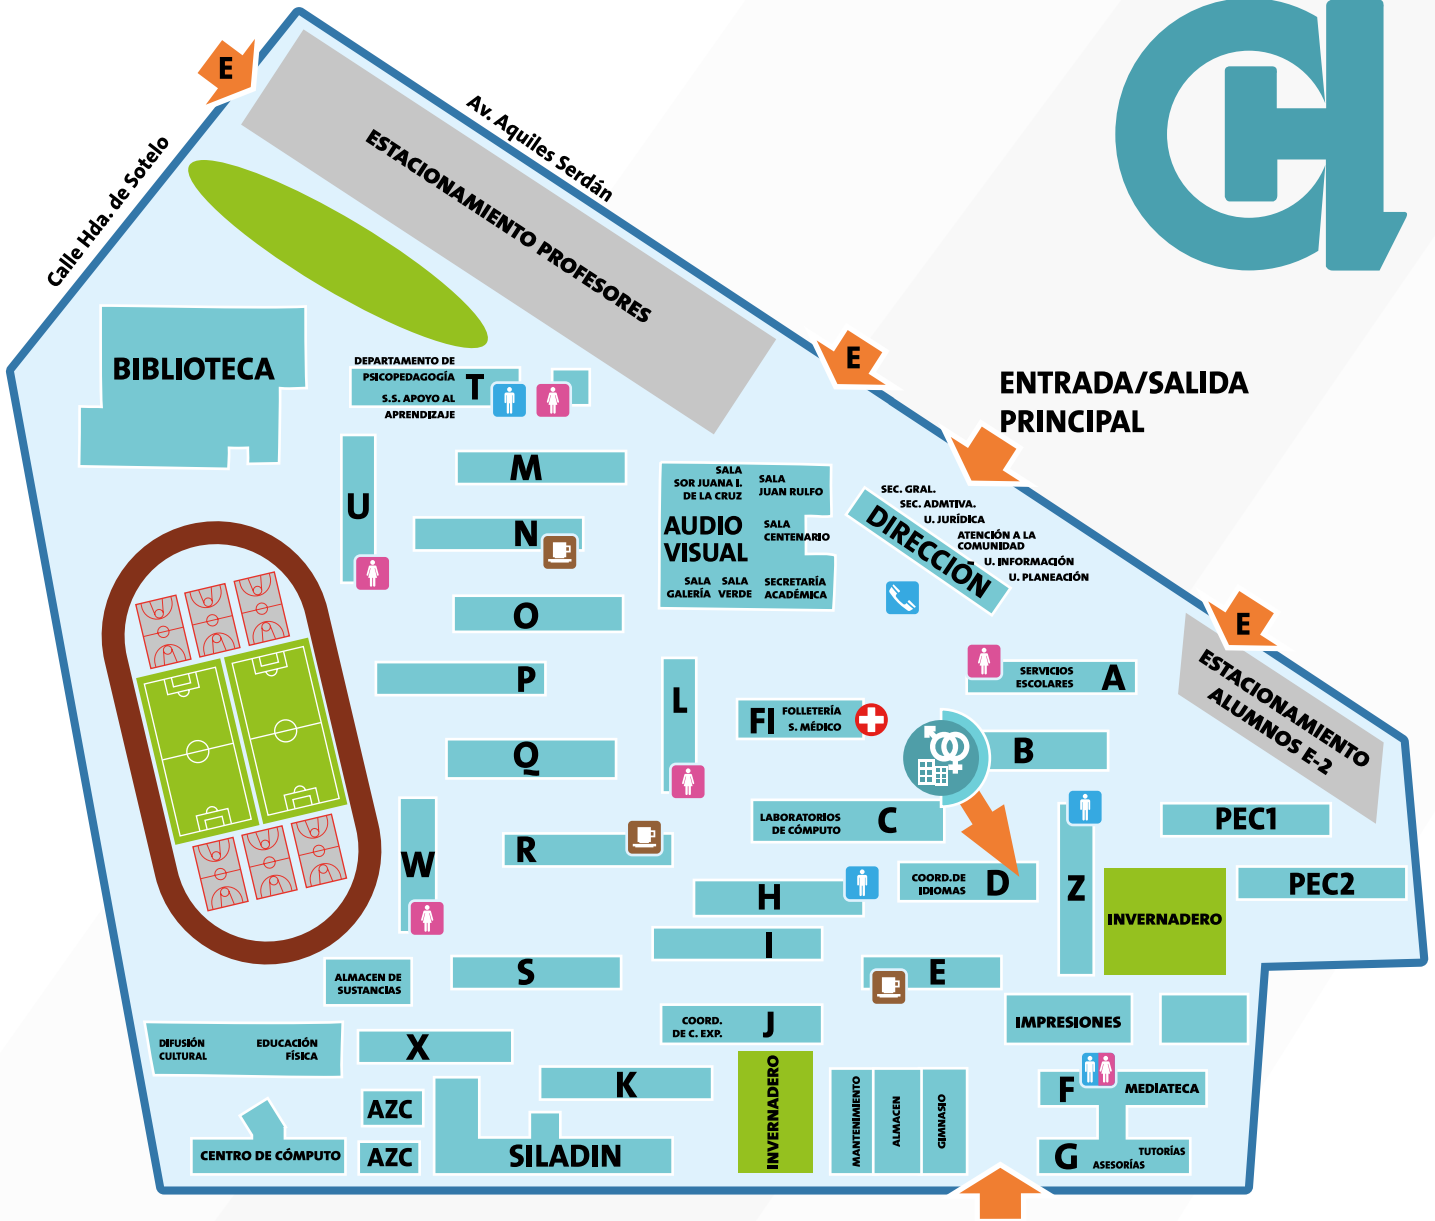 E
Av. Aquiles Serdán
Calle Hda. de Sotelo
ESTACIONAMIENTO PROFESORES
E
ENTRADA/SALIDA
PRINCIPAL
BIBLIOTECA
DEPARTAMENTO DE
PSICOPEDAGOGÍA
S.S. APOYO AL
APRENDIZAJE
T
M
U
N
O
P
Q
R
W
S
L
SALA
SOR JUANA I.
DE LA CRUZ
SALA
JUAN RULFO
AUDIO
VISUAL
SALA
CENTENARIO
SALA
GALERÍA
SALA
VERDE
SECRETARÍA
ACADÉMICA
DIRECCIÓN
SEC. GRAL.
SEC. ADMTIVA.
U. JURÍDICA
ATENCIÓN A LA
COMUNIDAD
U. INFORMACIÓN
U. PLANEACIÓN
E
ESTACIONAMIENTO
ALUMNOS E-2
SERVICIOS
ESCOLARES
A
FI
FOLLETERÍA
S. MÉDICO
B
LABORATORIOS
DE CÓMPUTO
C
COORD.DE
IDIOMAS
D
Z
PEC1
PEC2
INVERNADERO
H
I
E
COORD.
DE C. EXP.
J
IMPRESIONES
ALMACEN DE
SUSTANCIAS
DIFUSIÓN
CULTURAL
EDUCACIÓN
FÍSICA
X
K
AZC
AZC
CENTRO DE CÓMPUTO
SILADIN
INVERNADERO
MANTENIMIENTO
ALMACEN
GIMNASIO
F
MEDIATECA
G
TUTORÍAS
ASESORÍAS